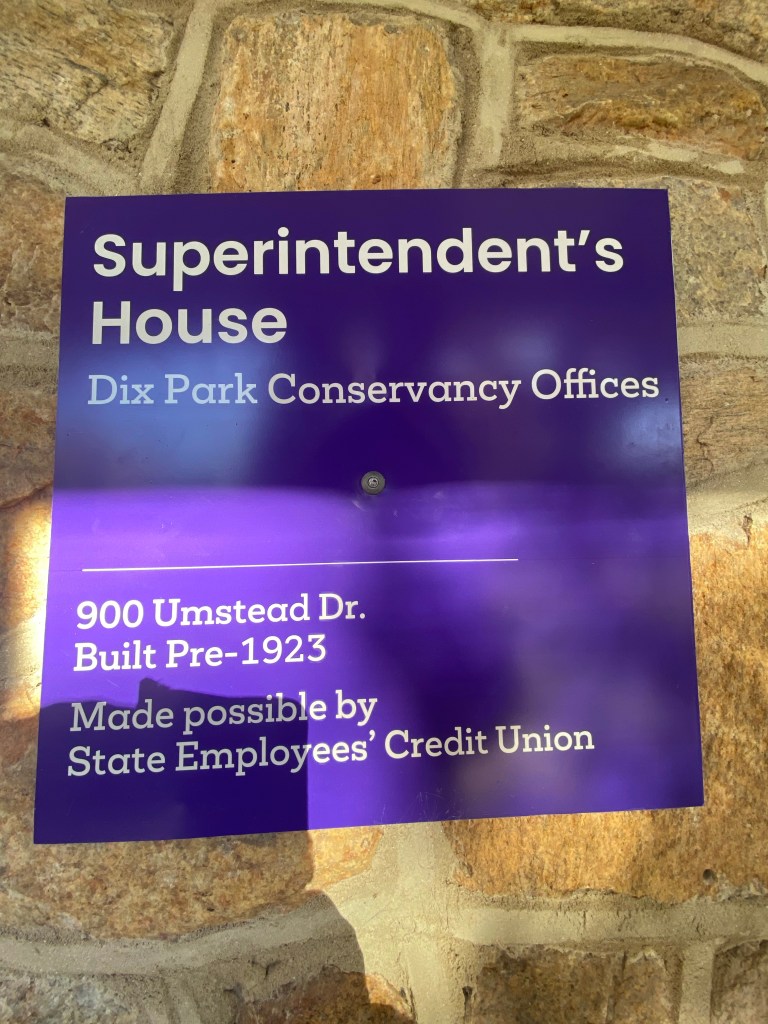 Superintendent’s
House
Dix Park Conservancy Offices
900 Umstead Dr.
Built Pre-1923
Made possible by
State Employees’ Credit Union